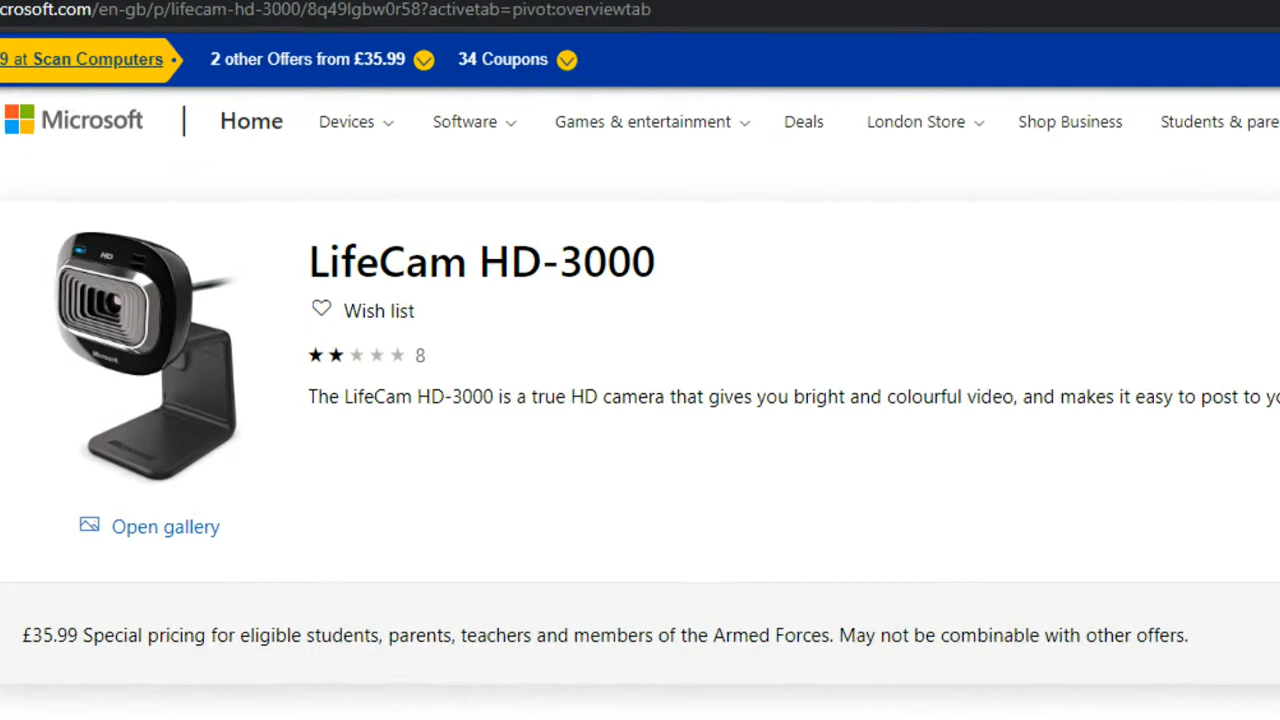 crosoft.com/en-gb/p/lifecam-hd-3000/8q49lgbw0r58?activetab=pivot:overviewtab
9 at Scan Computers • 2 other Offers from £35.99 34 Coupons
Microsoft | Home Devices Software Games & entertainment Deals London Store Shop Business Students & pare
HD
Microsoft
LifeCam HD-3000
Wish list
8
The LifeCam HD-3000 is a true HD camera that gives you bright and colourful video, and makes it easy to post to yo
Open gallery
£35.99 Special pricing for eligible students, parents, teachers and members of the Armed Forces. May not be combinable with other offers.